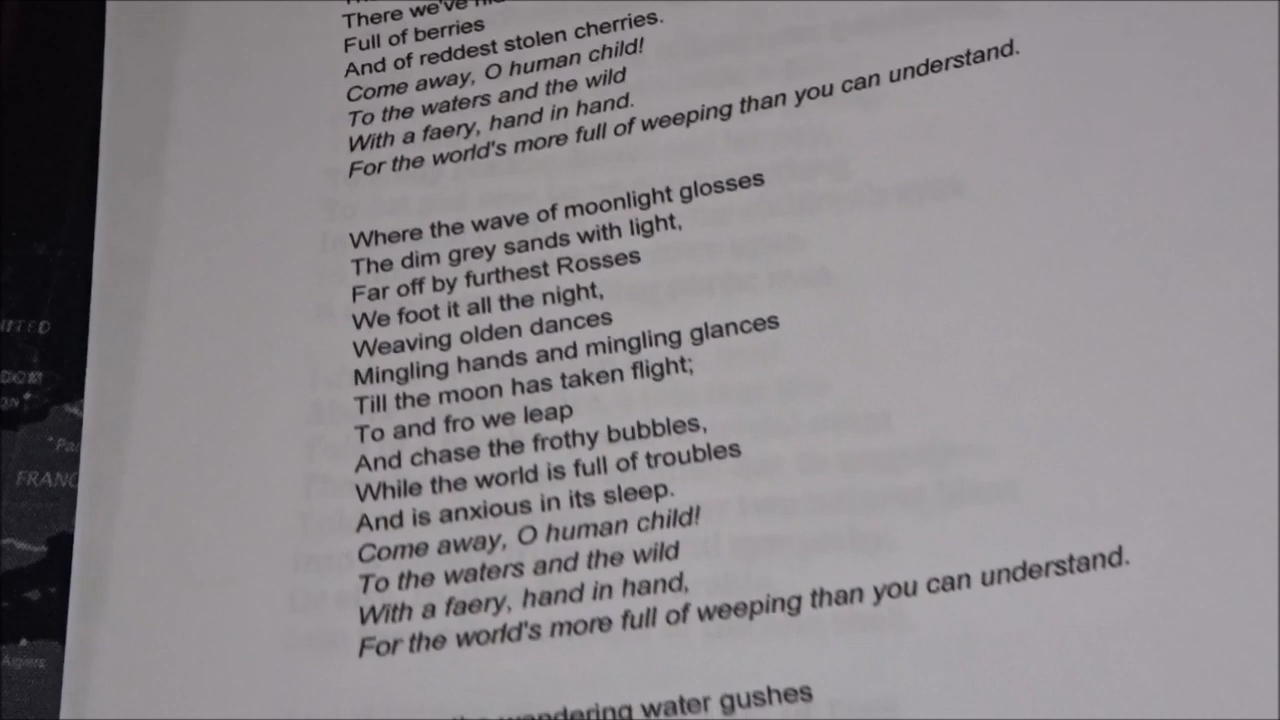 There we've
Full of berries
And of reddest stolen cherries.
Come away, O human child!
To the waters and the wild
With a faery, hand in hand.
For the world's more full of weeping than you can understand.
Where the wave of moonlight glosses
The dim grey sands with light,
Far off by furthest Rosses
We foot it all the night,
Weaving olden dances
Mingling hands and mingling glances
Till the moon has taken flight;
To and fro we leap
And chase the frothy bubbles,
While the world is full of troubles
And is anxious in its sleep.
Come away, O human child!
To the waters and the wild
With a faery, hand in hand,
For the world's more full of weeping than you can understand.
wandering water gushes
FRANC
Algiers